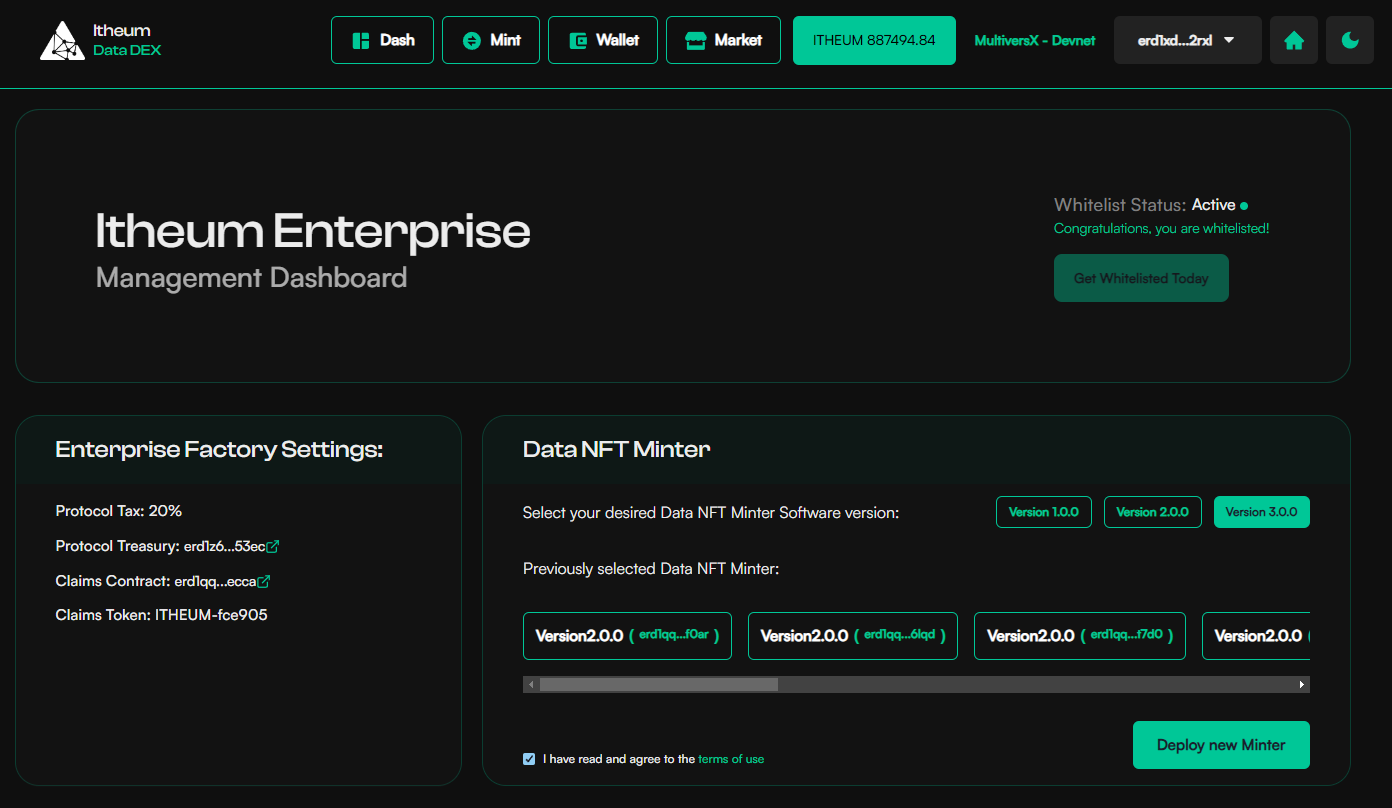 Itheum
Data DEX
Dash
Mint
Wallet
Market
ITHEUM 887494.84
MultiversX - Devnet
erd1xd...2rxl
Itheum Enterprise
Management Dashboard
Whitelist Status: Active
Congratulations, you are whitelisted!
Get Whitelisted Today
Enterprise Factory Settings:
Protocol Tax: 20%
Protocol Treasury: erd1z6...53ec
Claims Contract: erd1qq...ecca
Claims Token: ITHEUM-fce905
Data NFT Minter
Select your desired Data NFT Minter Software version:
Version 1.0.0
Version 2.0.0
Version 3.0.0
Previously selected Data NFT Minter:
Version2.0.0 ( erd1qq...f0ar )
Version2.0.0 ( erd1qq...6lqd )
Version2.0.0 ( erd1qq...t7d0 )
Version2.0.0 (
I have read and agree to the terms of use
Deploy new Minter